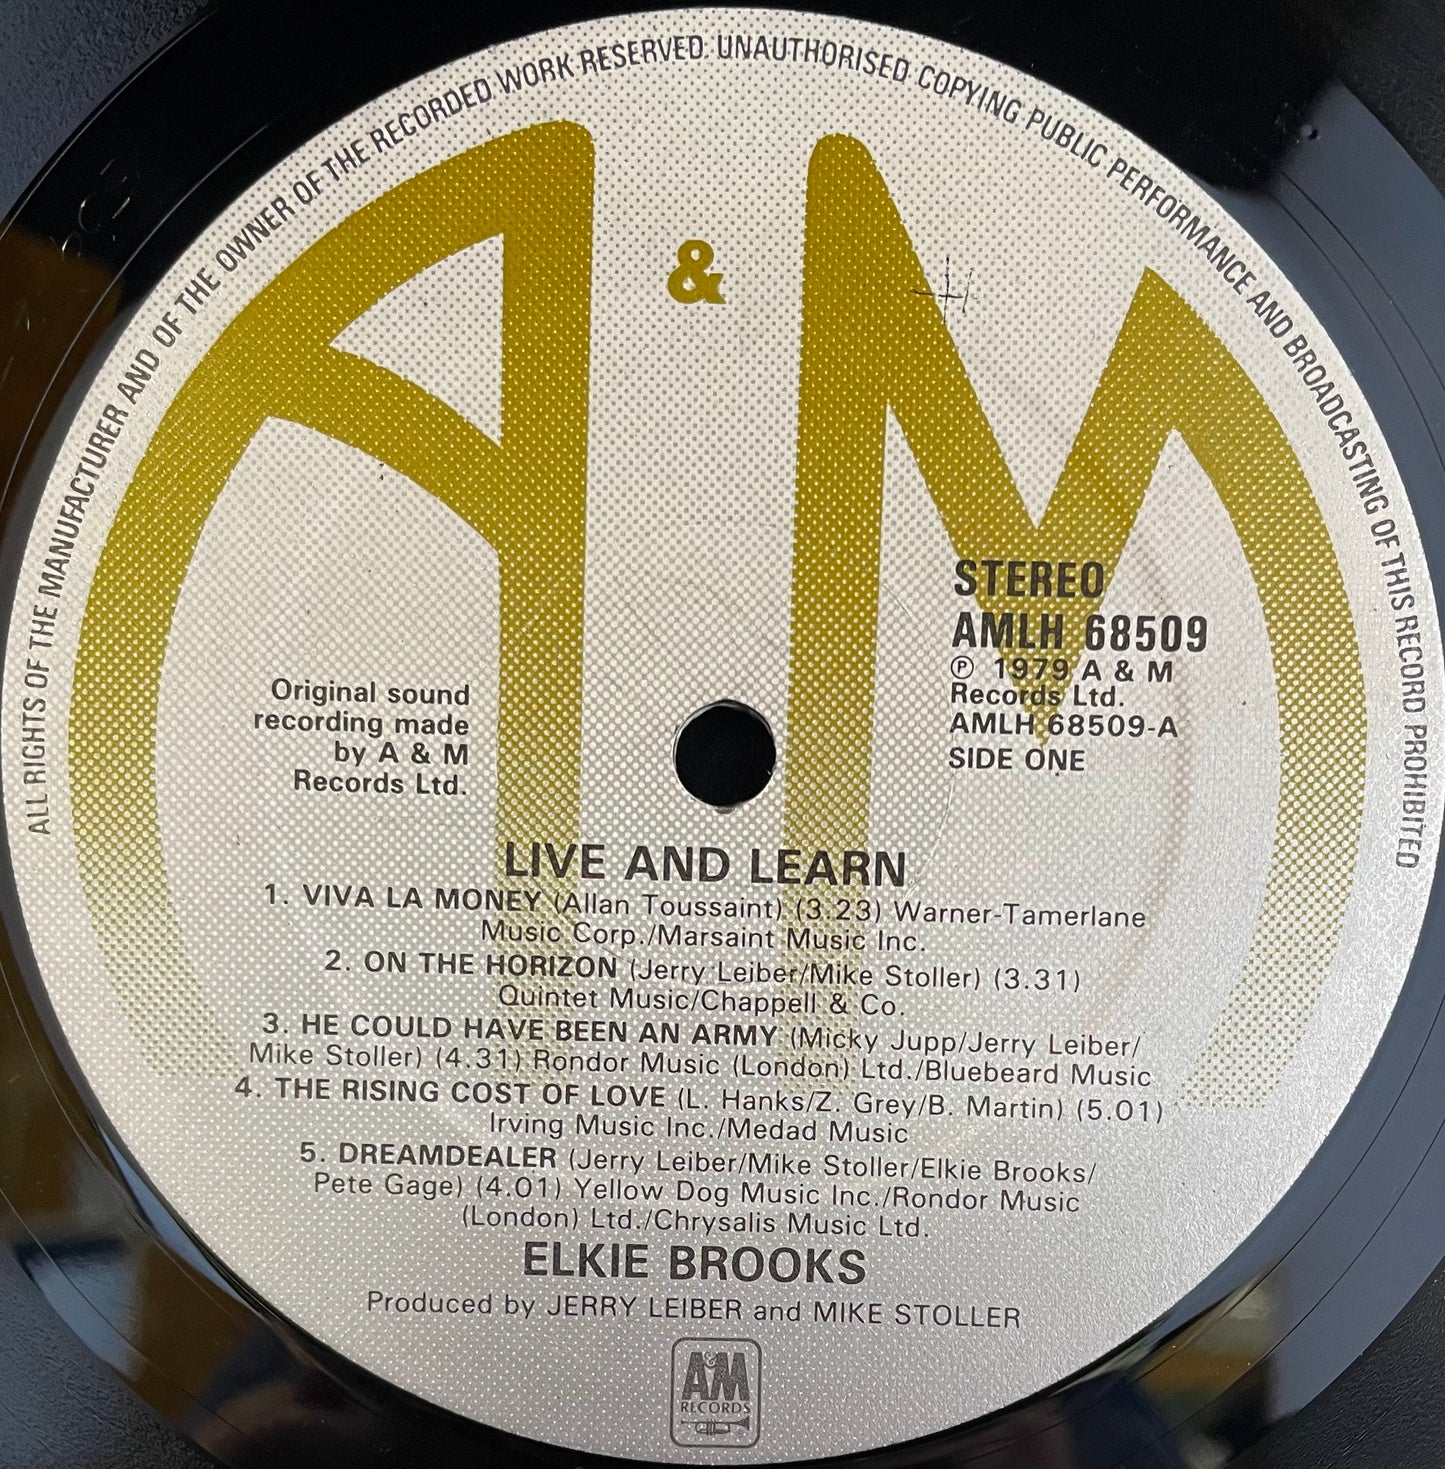 ALL RIGHTS OF THE MANUFACTURER AND OF THE OWNER OF THE RECORDED WORK RESERVED. UNAUTHORISED COPYING PUBLIC PERFORMANCE AND BROADCASTING OF THIS RECORD PROHIBITED
A & M
STEREO
AMLH 68509
℗ 1979 A & M
Records Ltd.
AMLH 68509-A
SIDE ONE
Original sound
recording made
by A & M
Records Ltd.
LIVE AND LEARN
1. VIVA LA MONEY (Allan Toussaint) (3.23) Warner-Tamerlane
Music Corp./Marsaint Music Inc.
2. ON THE HORIZON (Jerry Leiber/Mike Stoller) (3.31)
Quintet Music/Chappell & Co.
3. HE COULD HAVE BEEN AN ARMY (Micky Jupp/Jerry Leiber/
Mike Stoller) (4.31) Rondor Music (London) Ltd./Bluebeard Music
4. THE RISING COST OF LOVE (L. Hanks/Z. Grey/B. Martin) (5.01)
Irving Music Inc./Medad Music
5. DREAMDEALER (Jerry Leiber/Mike Stoller/Elkie Brooks/
Pete Gage) (4.01) Yellow Dog Music Inc./Rondor Music
(London) Ltd./Chrysalis Music Ltd.
ELKIE BROOKS
Produced by JERRY LEIBER and MIKE STOLLER
A&M
RECORDS